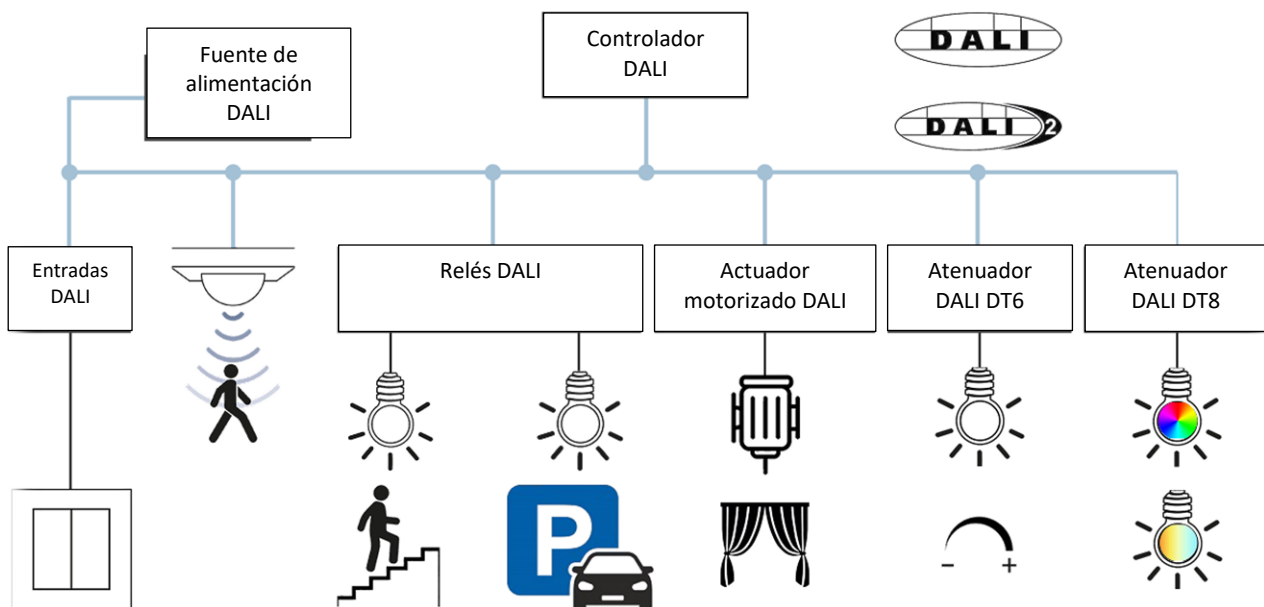 Fuente de
alimentación
DALI
Controlador
DALI
DALI
DALI 2
Entradas
DALI
Relés DALI
Actuador
motorizado DALI
Atenuador
DALI DT6
Atenuador
DALI DT8
P
- +